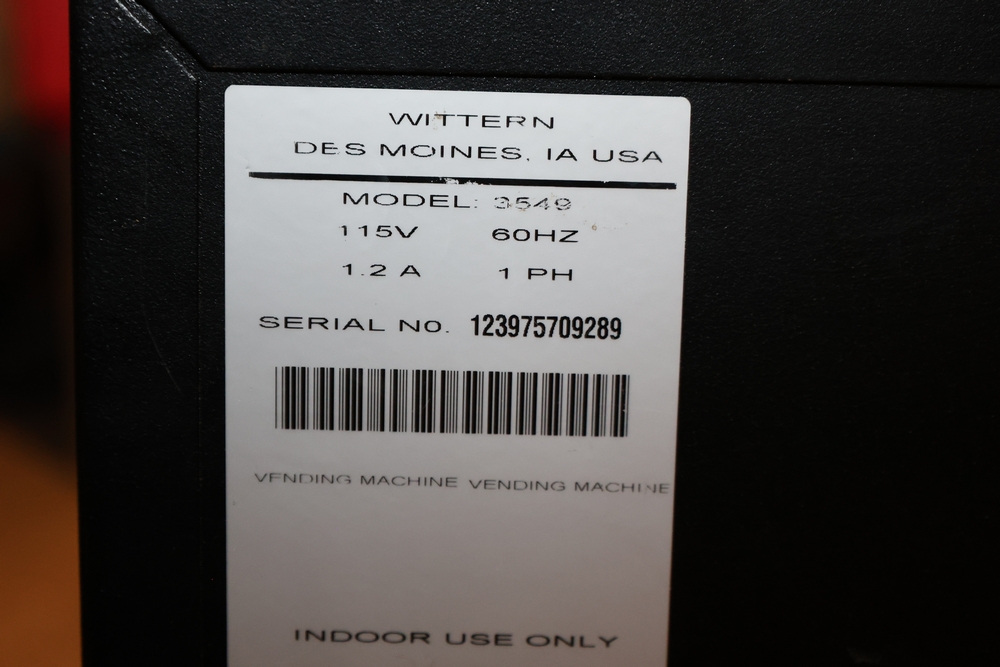 WITTERN
DES MOINES, IA USA
MODEL: 3549
115V 60HZ
1.2 A 1 PH
SERIAL NO. 123975709289
VENDING MACHINE VENDING MACHINE
INDOOR USE ONLY